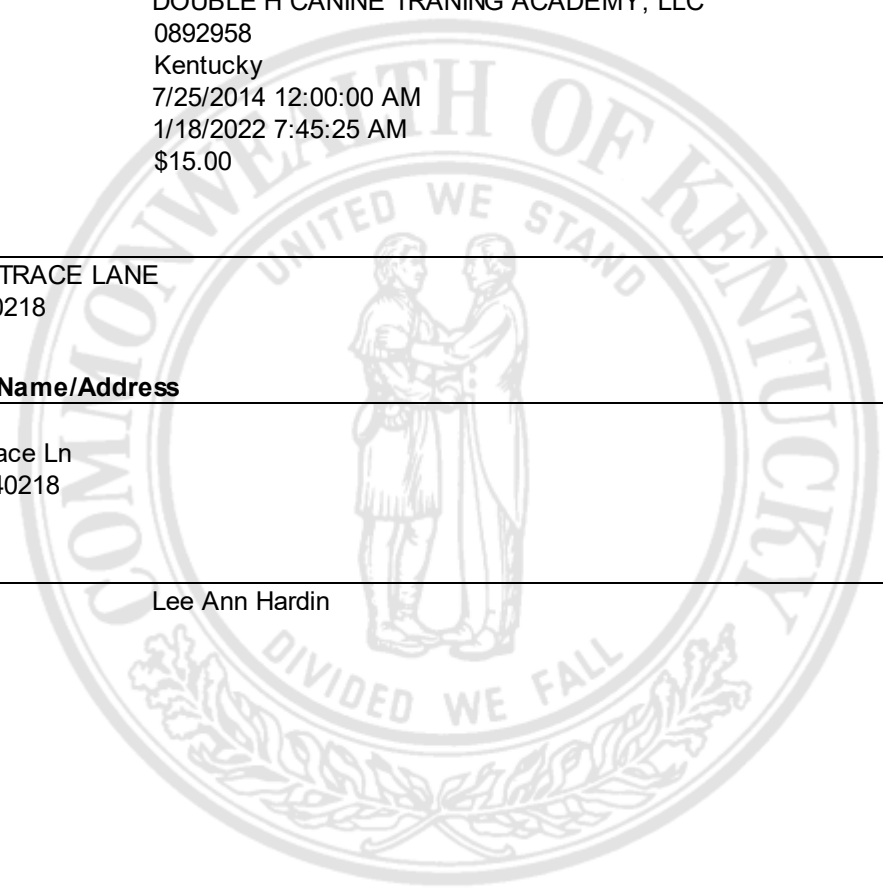 DOUBLE H CANINE TRANING ACADEMY, LLC
0892958
Kentucky
7/25/2014 12:00:00 AM
1/18/2022 7:45:25 AM
$15.00
TRACE LANE
0218
Name/Address
ace Ln
40218
Lee Ann Hardin
COMMONWEALTH OF KENTUCKY
UNITED WE STAND
DIVIDED WE FALL